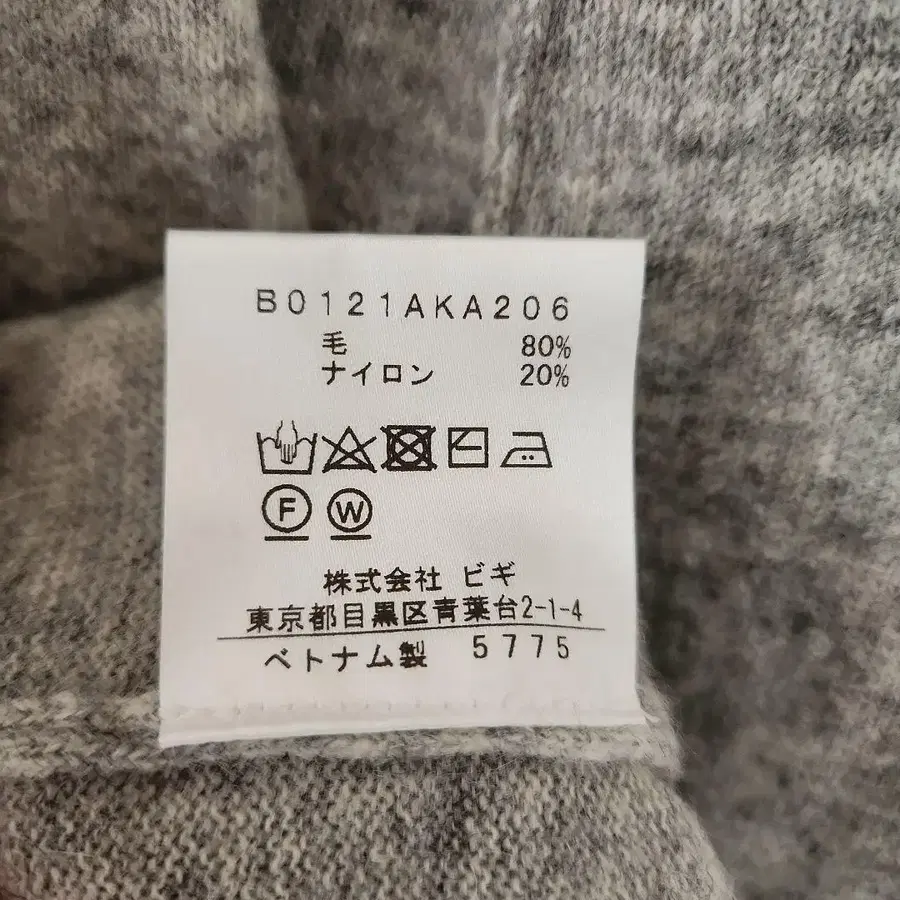 B0121AKA206
毛 80%
ナイロン 20%
F W
株式会社 ビギ
東京都目黒区青葉台2-1-4
ベトナム製 5775